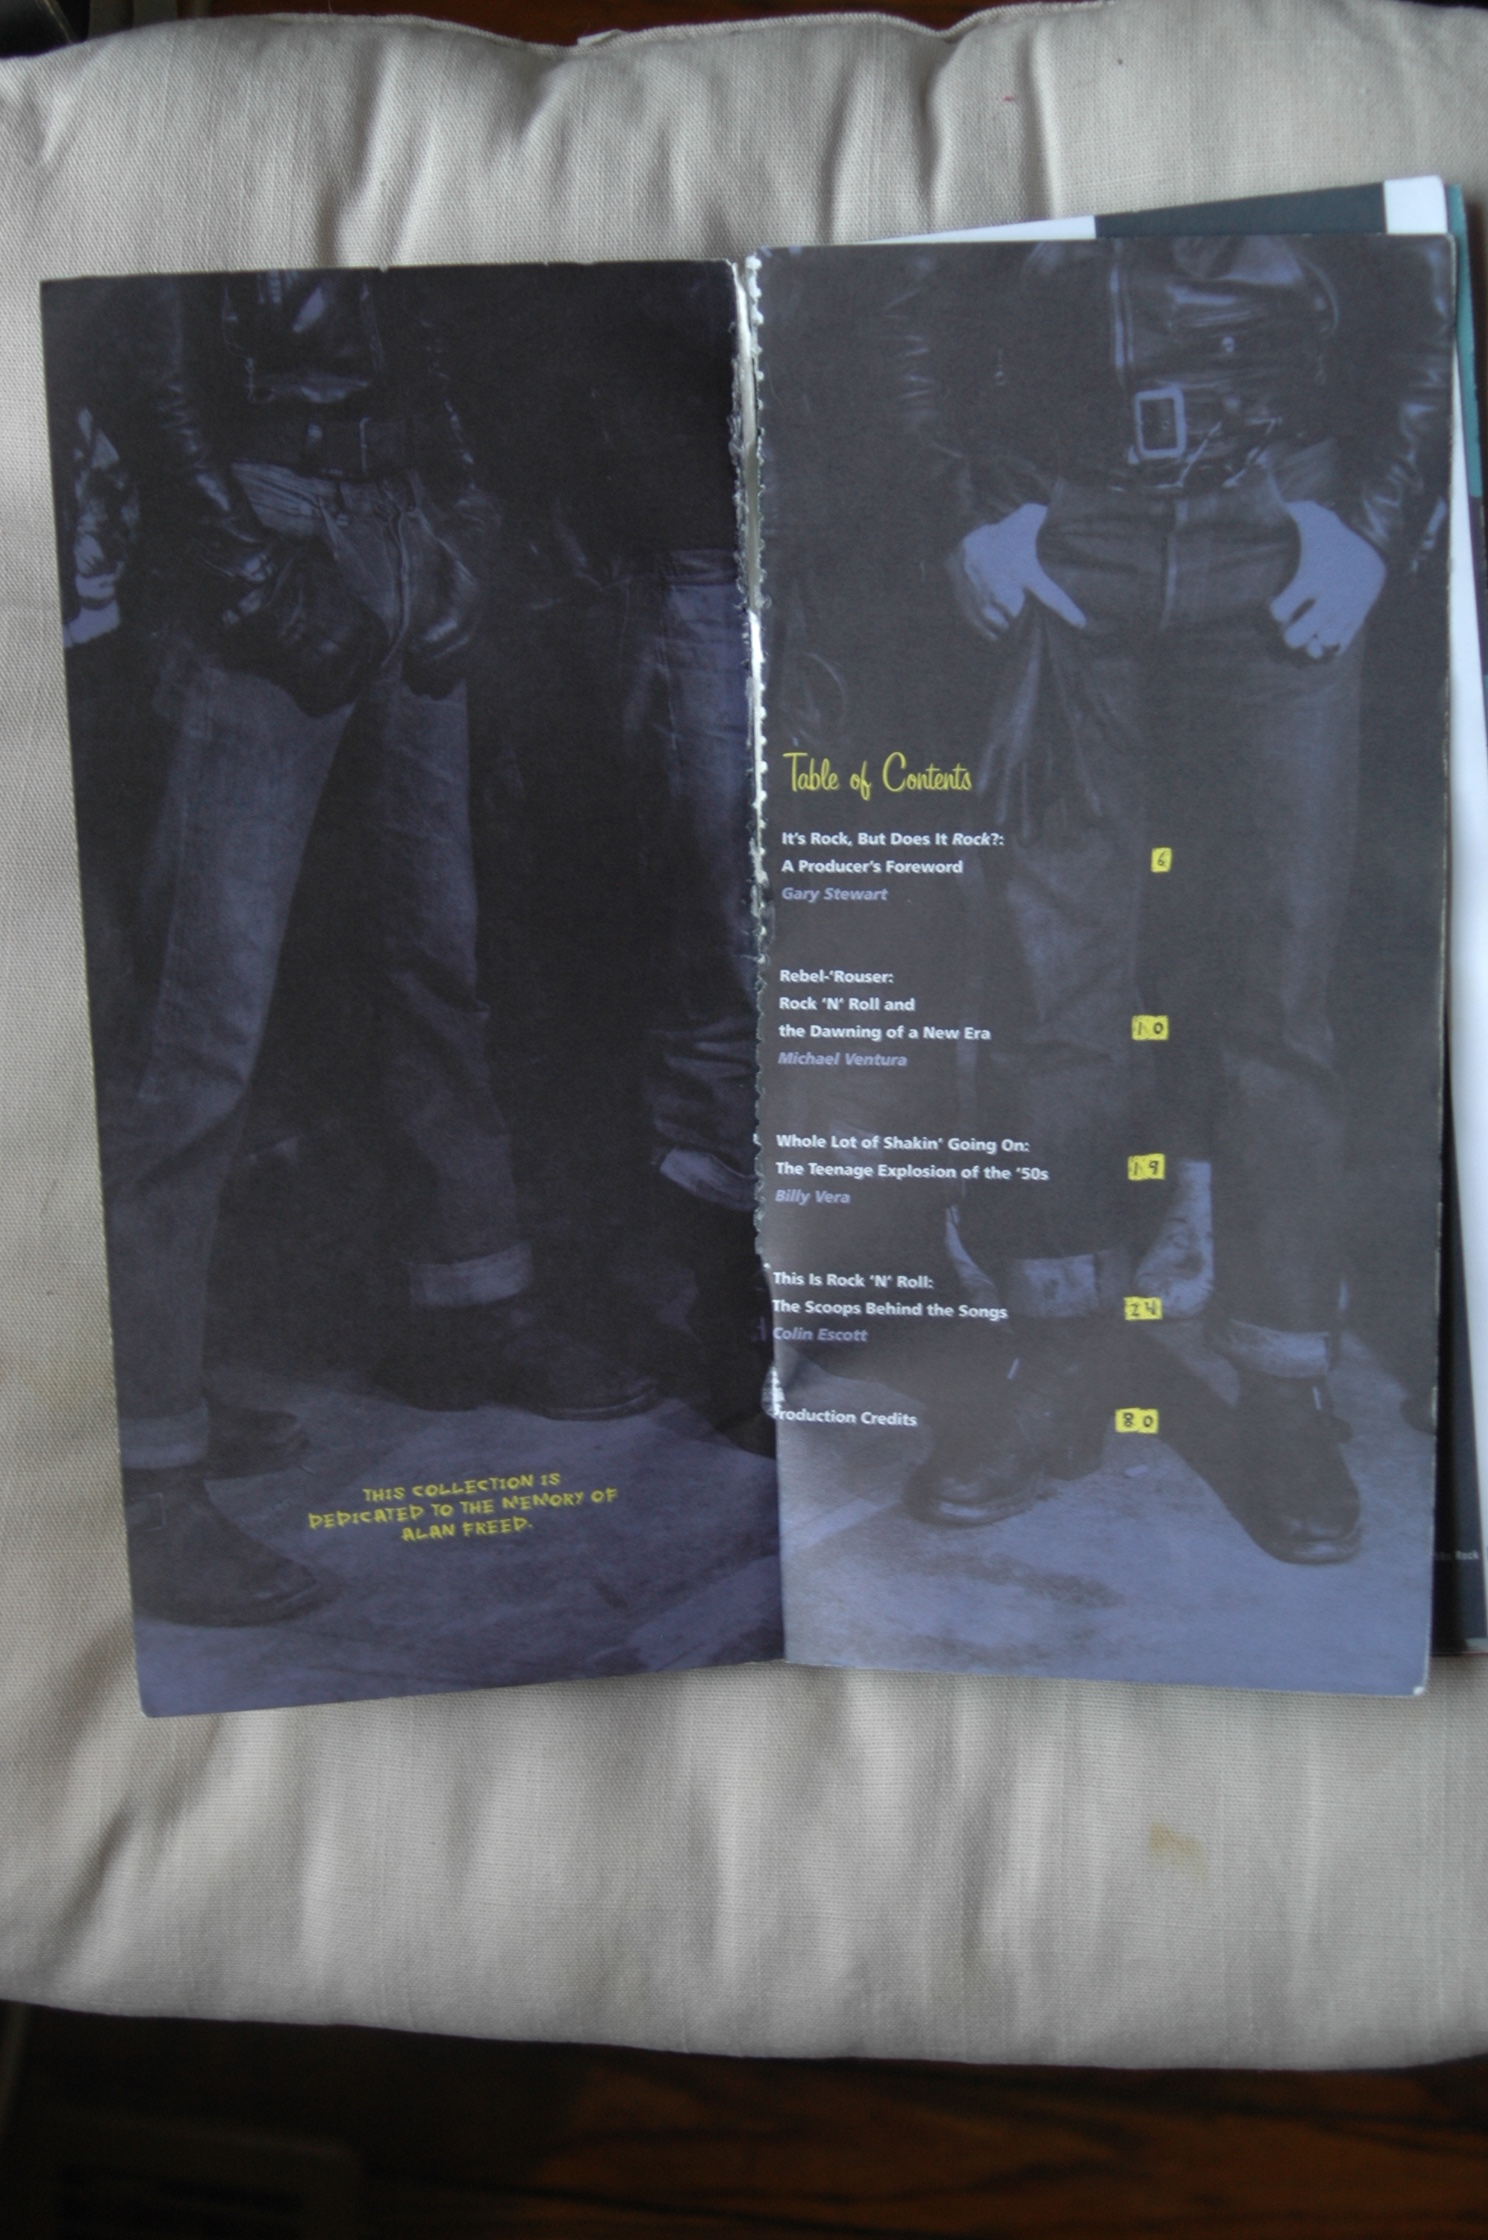 THIS COLLECTION IS
DEDICATED TO THE MEMORY OF
ALAN FREED.
Table of Contents
It's Rock, But Does It Rock?:
A Producer's Foreword
6
Gary Stewart
Rebel-'Rouser:
Rock 'N' Roll and
the Dawning of a New Era
10
Michael Ventura
Whole Lot of Shakin' Going On:
The Teenage Explosion of the '50s
19
Billy Vera
This Is Rock 'N' Roll:
The Scoops Behind the Songs
24
Colin Escott
Production Credits
80
Rock